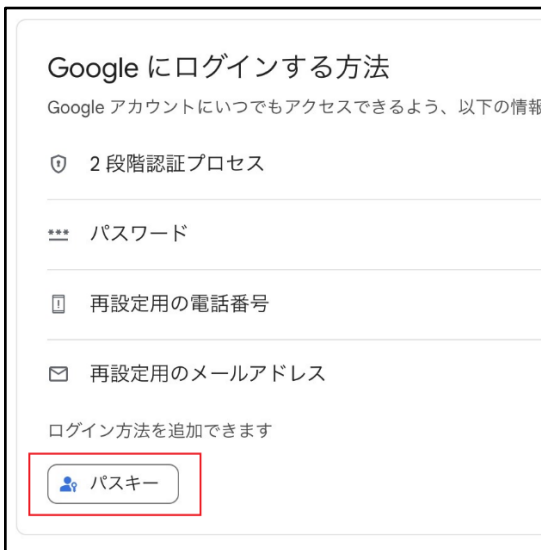 Google にログインする方法
Google アカウントにいつでもアクセスできるよう、以下の情報
2 段階認証プロセス
パスワード
再設定用の電話番号
再設定用のメールアドレス
ログイン方法を追加できます
パスキー